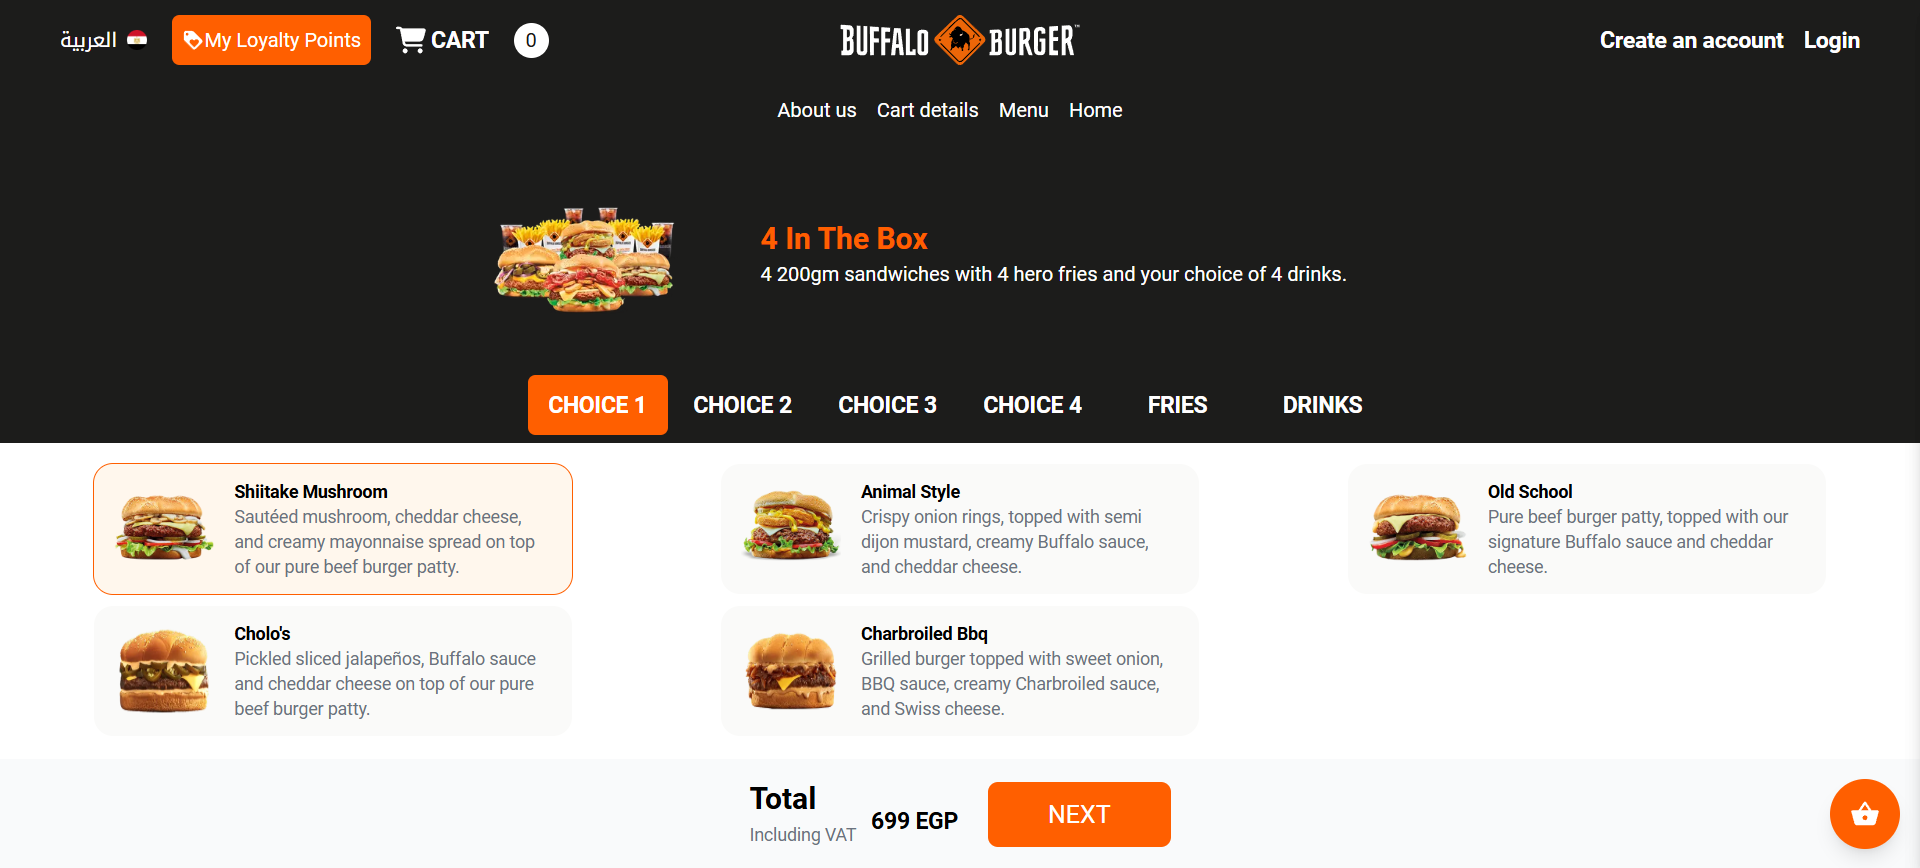 العربية
My Loyalty Points
CART
0
BUFFALO BURGER™
Create an account
Login
About us
Cart details
Menu
Home
4 In The Box
4 200gm sandwiches with 4 hero fries and your choice of 4 drinks.
CHOICE 1
CHOICE 2
CHOICE 3
CHOICE 4
FRIES
DRINKS
Shiitake Mushroom
Sautéed mushroom, cheddar cheese,
and creamy mayonnaise spread on top
of our pure beef burger patty.
Animal Style
Crispy onion rings, topped with semi
dijon mustard, creamy Buffalo sauce,
and cheddar cheese.
Old School
Pure beef burger patty, topped with our
signature Buffalo sauce and cheddar
cheese.
Cholo's
Pickled sliced jalapeños, Buffalo sauce
and cheddar cheese on top of our pure
beef burger patty.
Charbroiled Bbq
Grilled burger topped with sweet onion,
BBQ sauce, creamy Charbroiled sauce,
and Swiss cheese.
Total
Including VAT
699 EGP
NEXT